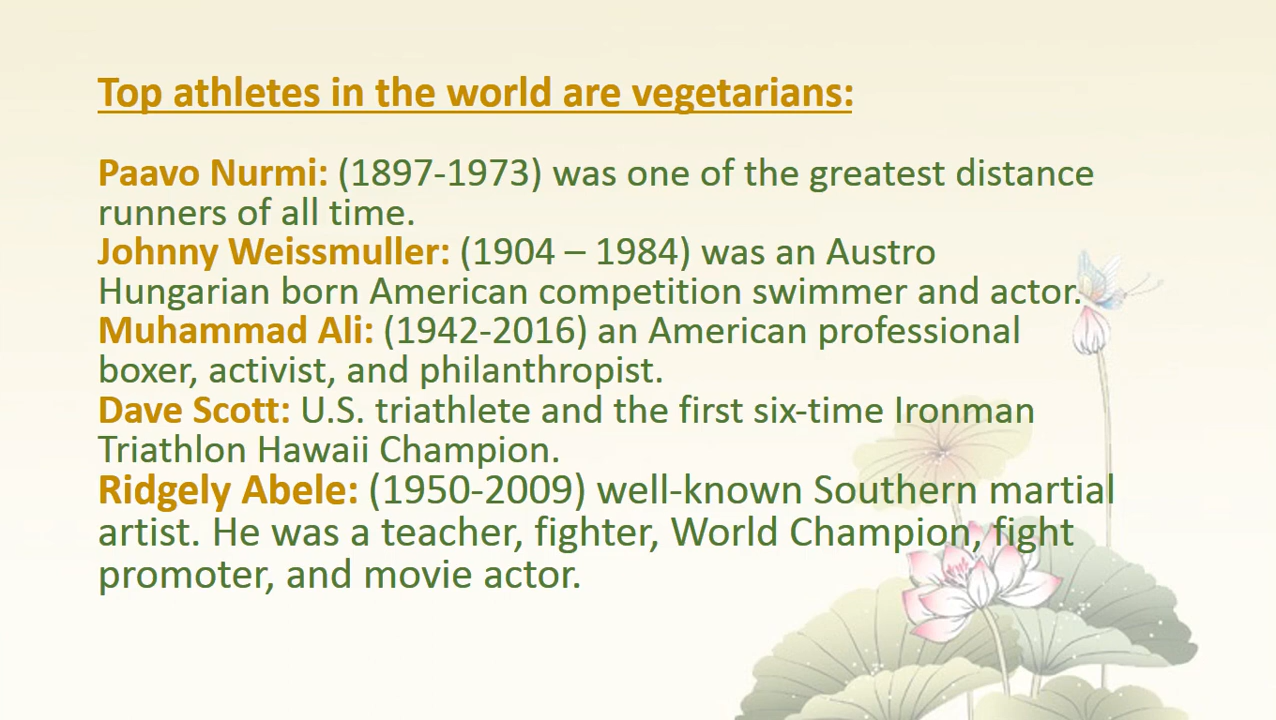 Top athletes in the world are vegetarians:
Paavo Nurmi: (1897-1973) was one of the greatest distance
runners of all time.
Johnny Weissmuller: (1904 – 1984) was an Austro
Hungarian born American competition swimmer and actor.
Muhammad Ali: (1942-2016) an American professional
boxer, activist, and philanthropist.
Dave Scott: U.S. triathlete and the first six-time Ironman
Triathlon Hawaii Champion.
Ridgely Abele: (1950-2009) well-known Southern martial
artist. He was a teacher, fighter, World Champion, fight
promoter, and movie actor.